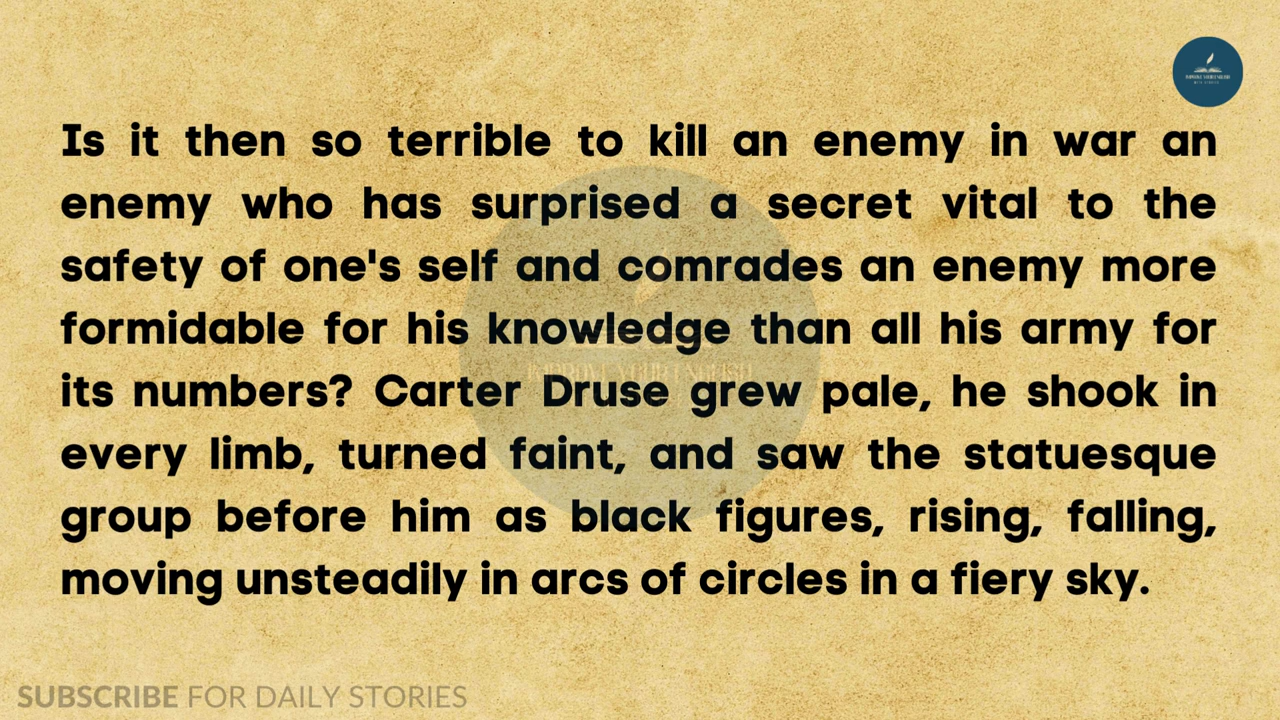 Is it then so terrible to kill an enemy in war an
enemy who has surprised a secret vital to the
safety of one's self and comrades an enemy more
formidable for his knowledge than all his army for
its numbers? Carter Druse grew pale, he shook in
every limb, turned faint, and saw the statuesque
group before him as black figures, rising, falling,
moving unsteadily in arcs of circles in a fiery sky.
SUBSCRIBE FOR DAILY STORIES